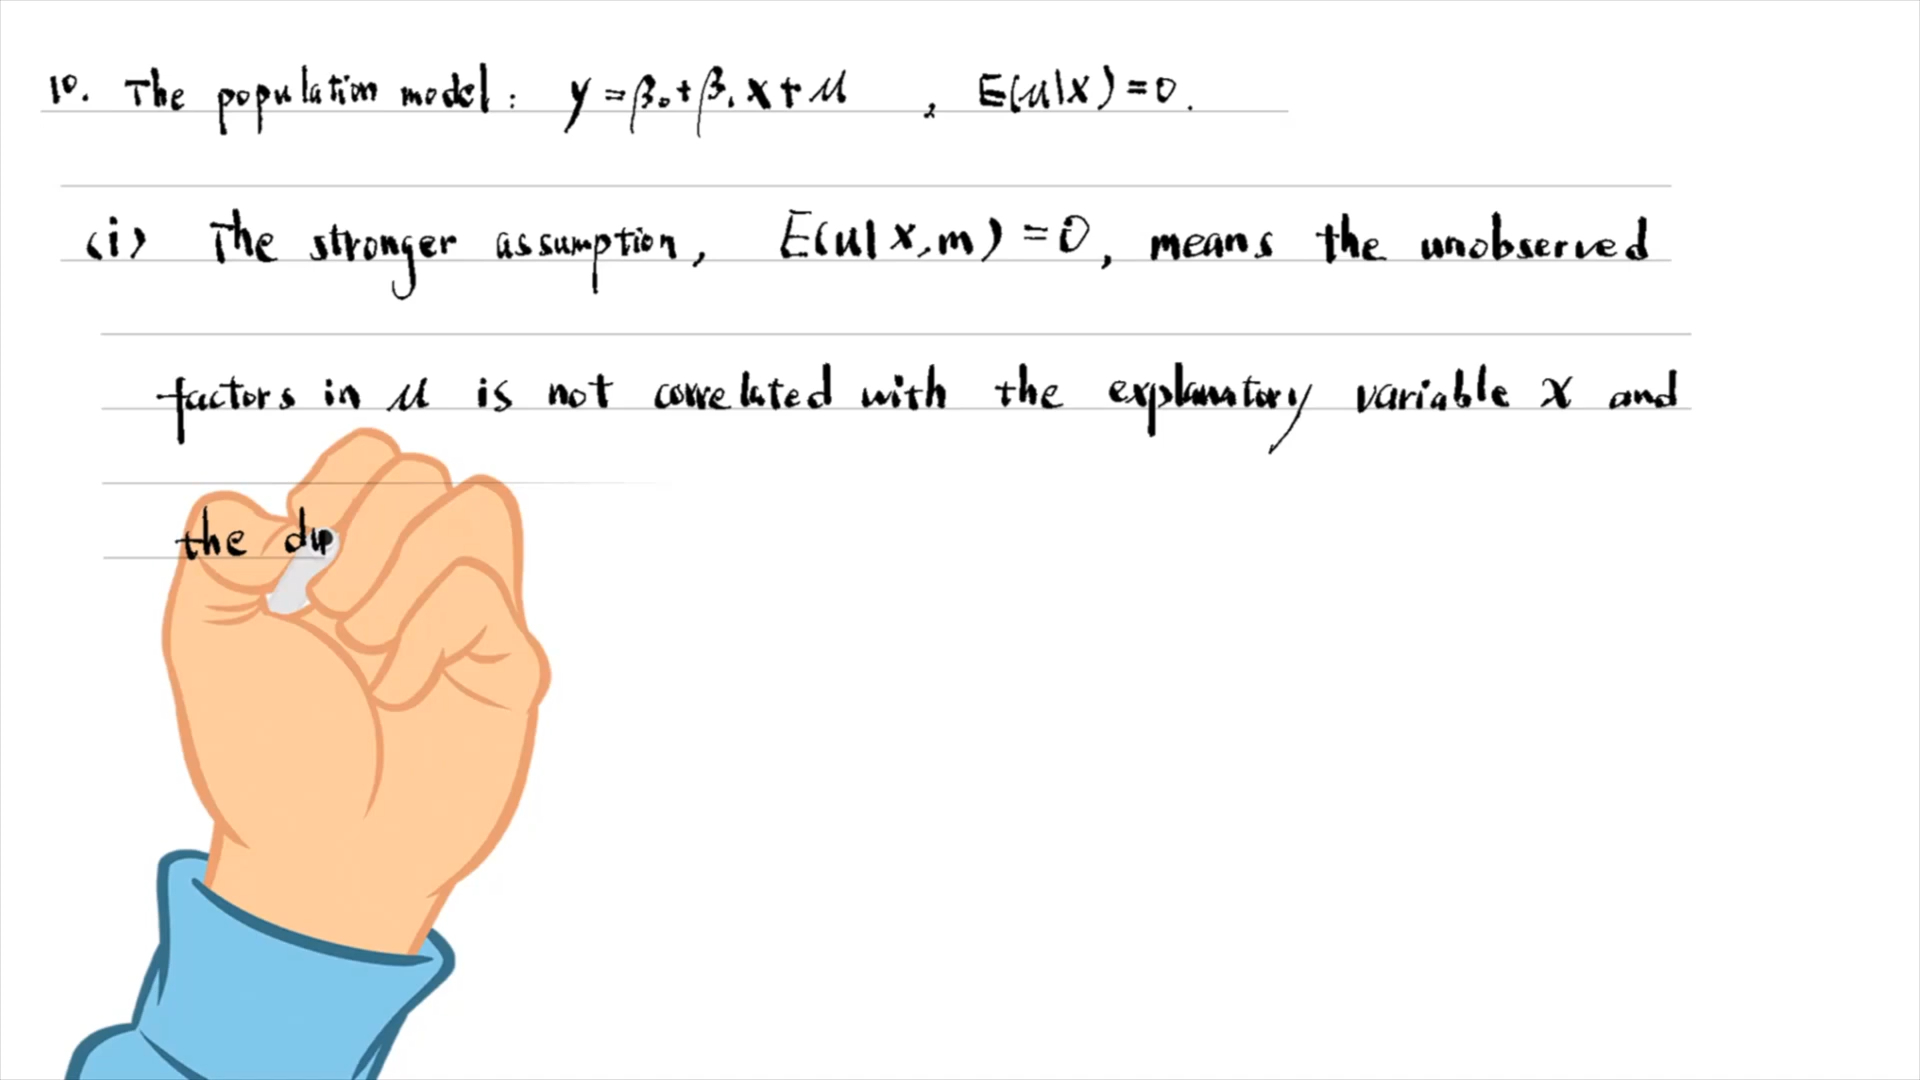 10. The population model: y = β₀ + β₁ x + u , E(u|x) = 0.
(i) The stronger assumption, E(u|x, m) = 0, means the unobserved
factors in u is not correlated with the explanatory variable x and
the